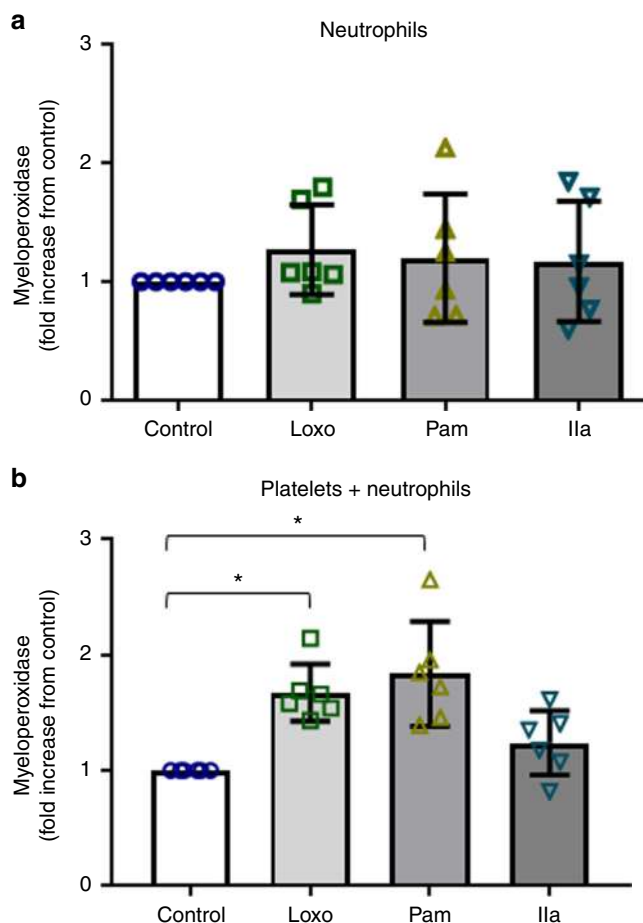 a
Neutrophils
3
2
1
0
Myeloperoxidase
(fold increase from control)
Control Loxo Pam IIa
b
Platelets + neutrophils
3
2
1
0
Myeloperoxidase
(fold increase from control)
*
*
Control Loxo Pam IIa